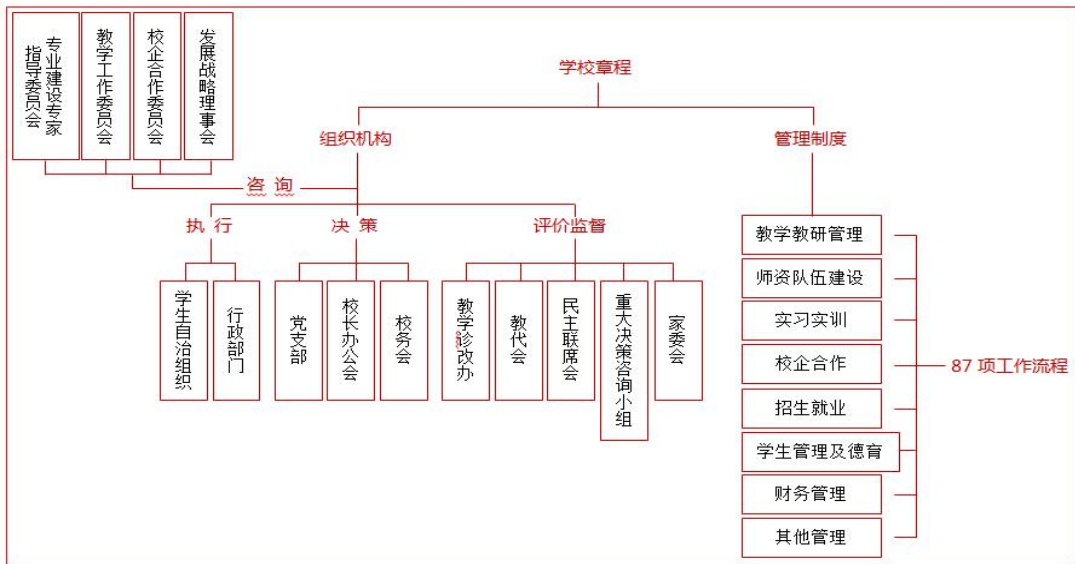 专业建设专家
指导委员会
教学工作委员会
校企合作委员会
发展战略理事会
学校章程
组织机构
管理制度
咨 询
执 行
决 策
评价监督
学生自治组织
行政部门
党支部
校长办公会
校务会
教学诊改办
教代会
民主联席会
重大决策咨询小组
家委会
教学教研管理
师资队伍建设
实习实训
校企合作
招生就业
学生管理及德育
财务管理
其他管理
87 项工作流程